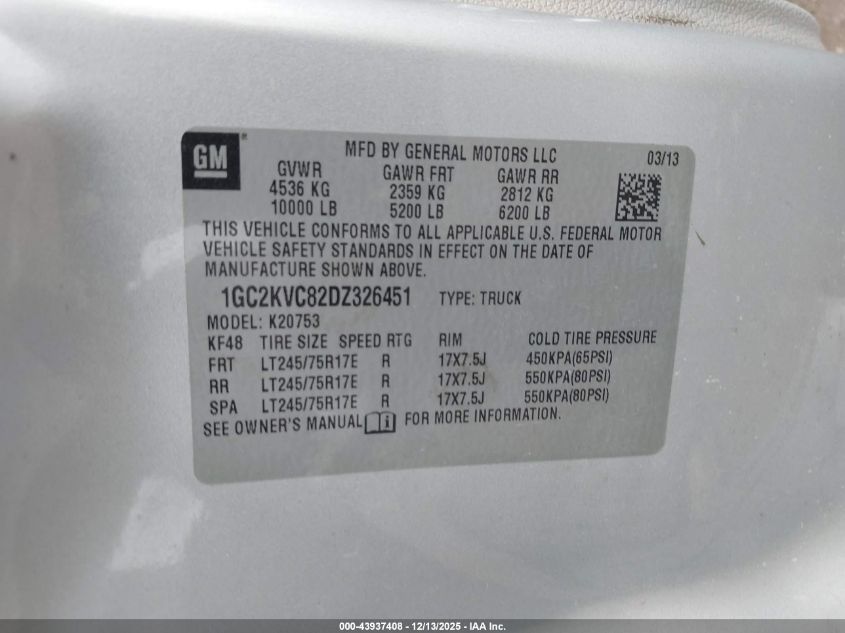 GM
®
MFD BY GENERAL MOTORS LLC
03/13
GVWR GAWR FRT GAWR RR
4536 KG 2359 KG 2812 KG
10000 LB 5200 LB 6200 LB
THIS VEHICLE CONFORMS TO ALL APPLICABLE U.S. FEDERAL MOTOR
VEHICLE SAFETY STANDARDS IN EFFECT ON THE DATE OF
MANUFACTURE SHOWN ABOVE.
1GC2KVC82DZ326451 TYPE: TRUCK
MODEL: K20753
KF48 TIRE SIZE SPEED RTG RIM COLD TIRE PRESSURE
FRT LT245/75R17E R 17X7.5J 450KPA(65PSI)
RR LT245/75R17E R 17X7.5J 550KPA(80PSI)
SPA LT245/75R17E R 17X7.5J 550KPA(80PSI)
SEE OWNER'S MANUAL i FOR MORE INFORMATION.
000-43937408 - 12/13/2025 - IAA Inc.